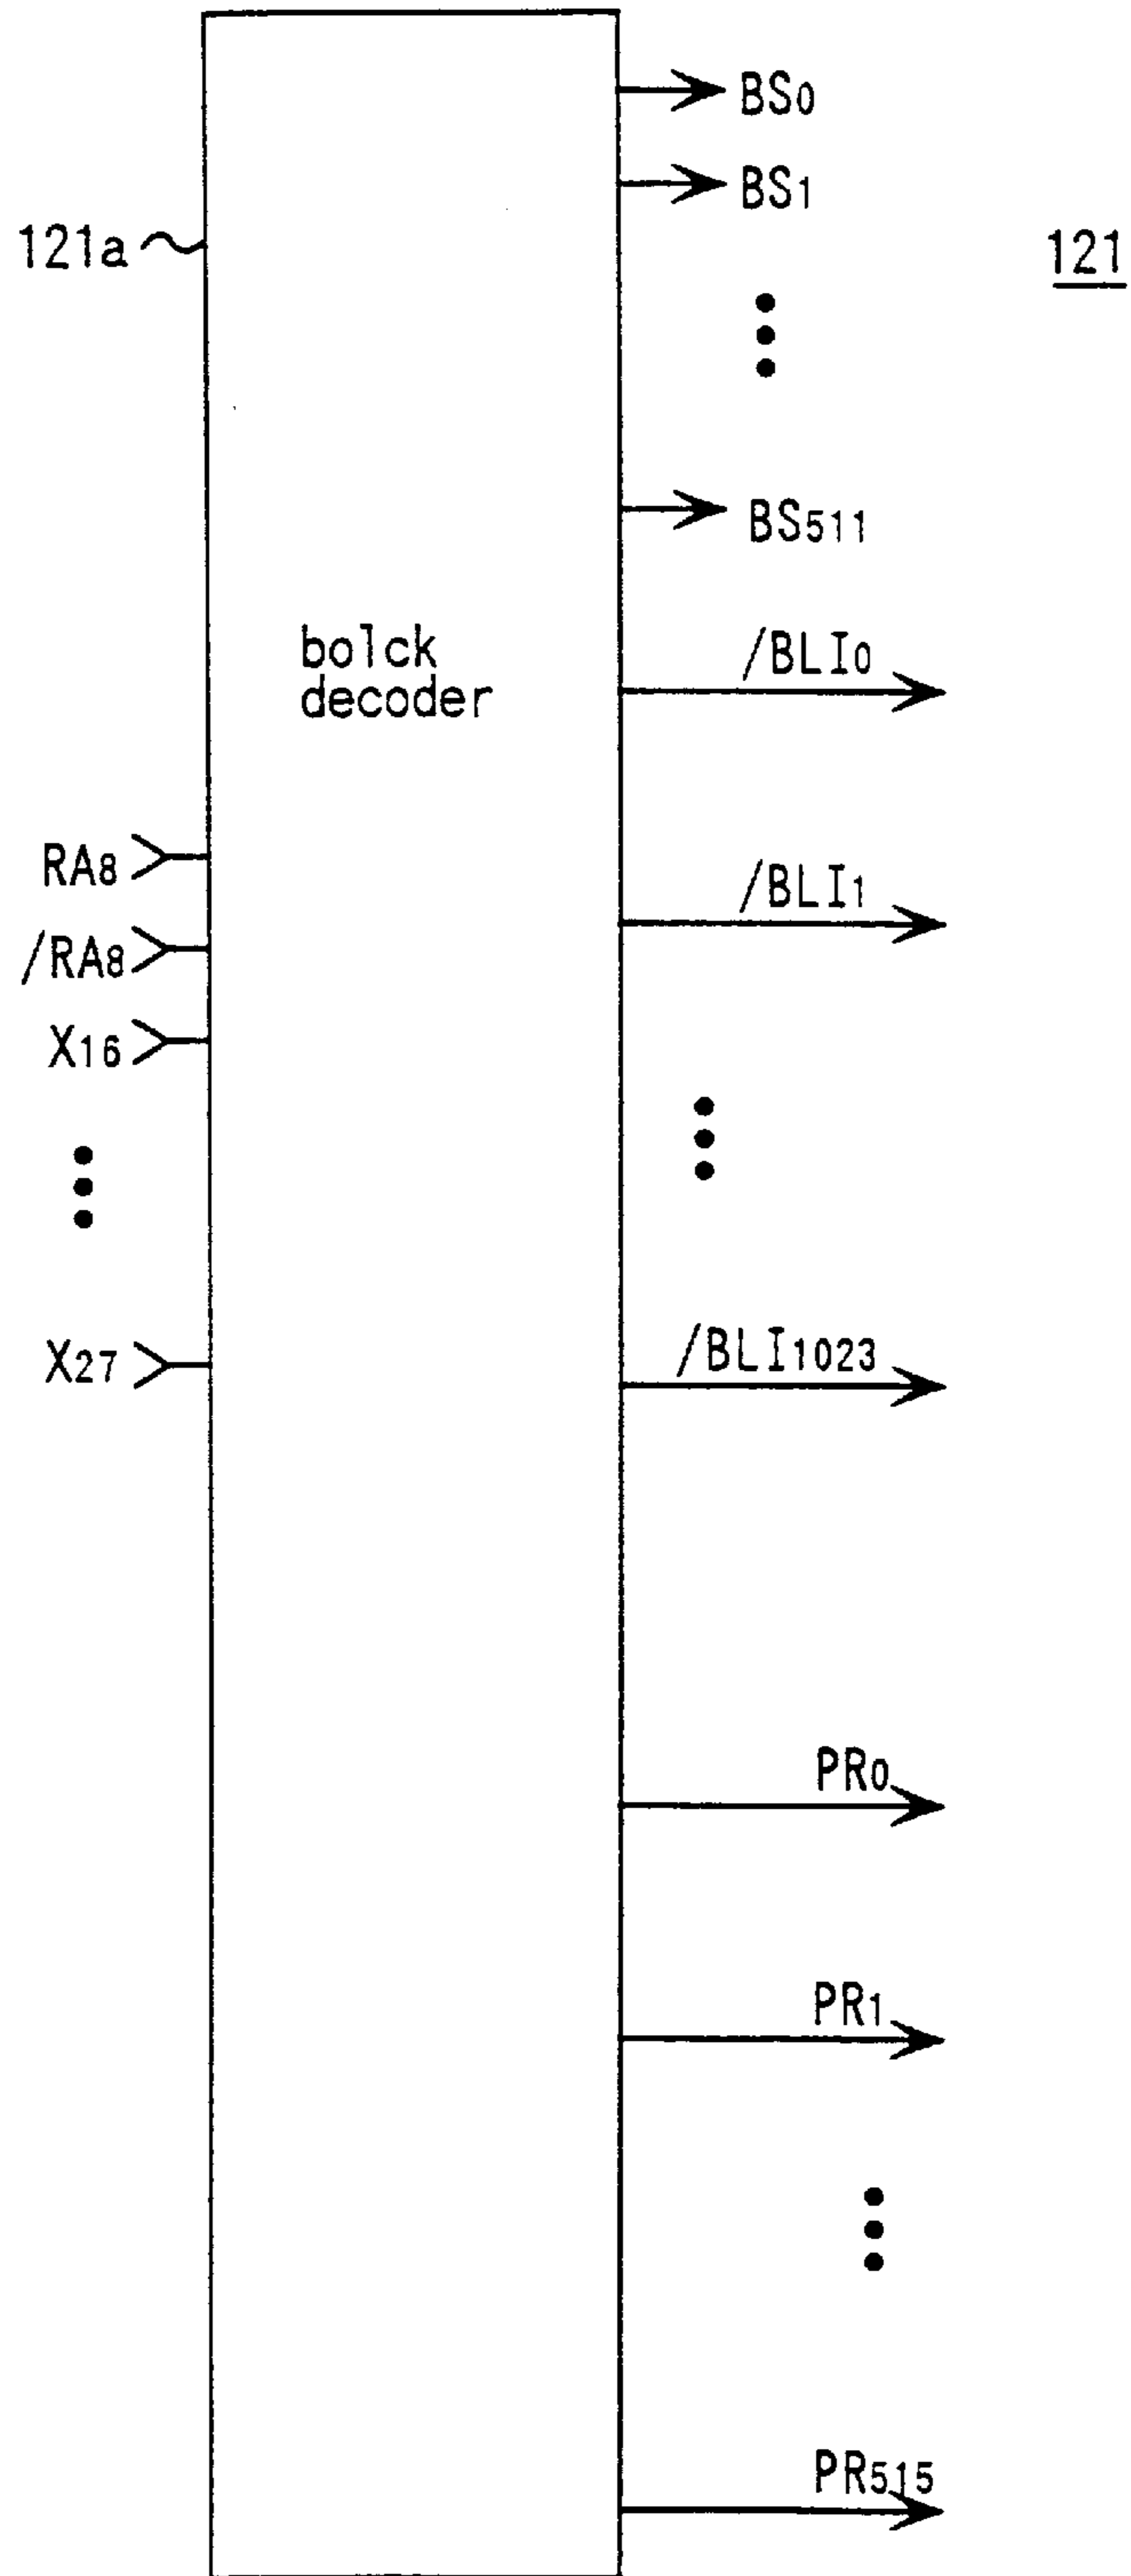 BS0
BS1
121a
121
BS511
bolck
decoder
/BLI0
RA8
/BLI1
/RA8
X16
X27
/BLI1023
PR0
PR1
PR515